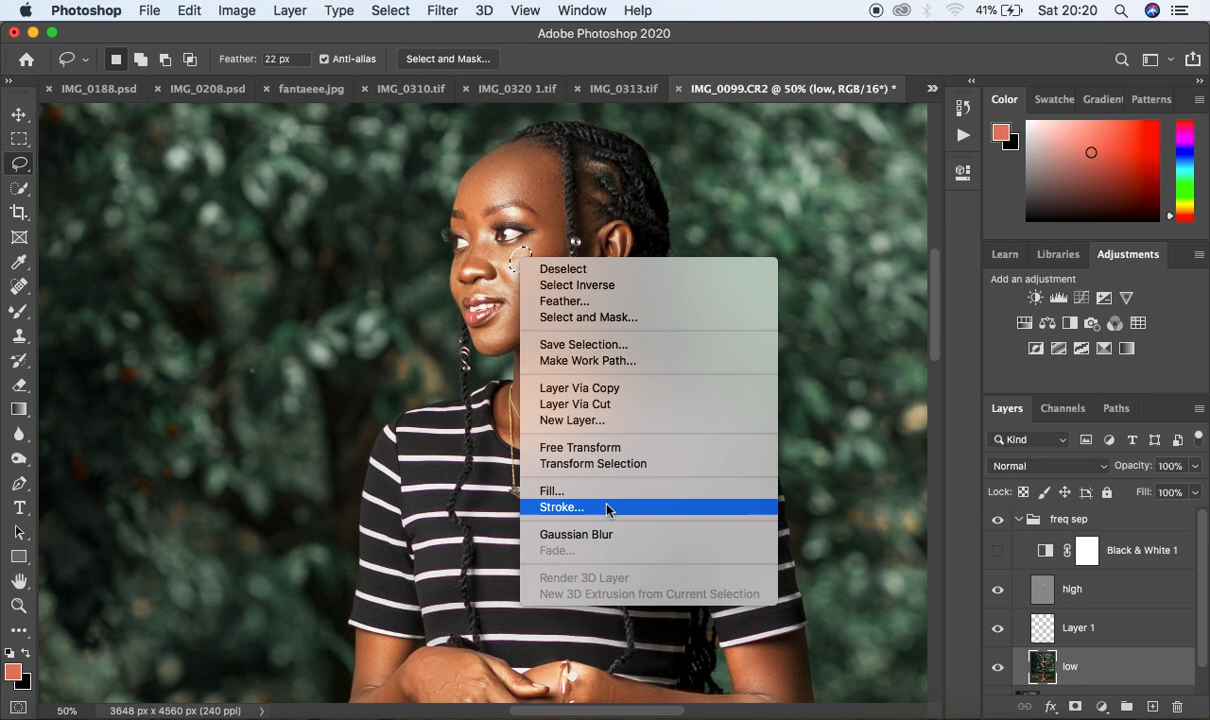 Photoshop File Edit Image Layer Type Select Filter 3D View Window Help 41% Sat 20:20
Adobe Photoshop 2020
Feather: 22 px Anti-alias Select and Mask...
IMG_0188.psd IMG_0208.psd fantaeee.jpg IMG_0310.tif IMG_0320 1.tif IMG_0313.tif IMG_0099.CR2 @ 50% (low, RGB/16*) *
Color Swatche Gradient Patterns
Learn Libraries Adjustments
Add an adjustment
Deselect
Select Inverse
Feather...
Select and Mask...
Save Selection...
Make Work Path...
Layer Via Copy
Layer Via Cut
New Layer...
Free Transform
Transform Selection
Fill...
Stroke...
Gaussian Blur
Fade...
Render 3D Layer
New 3D Extrusion from Current Selection
Layers Channels Paths
Kind
Normal Opacity: 100%
Lock: Fill: 100%
freq sep
Black & White 1
high
Layer 1
low
50% 3648 px x 4560 px (240 ppi)